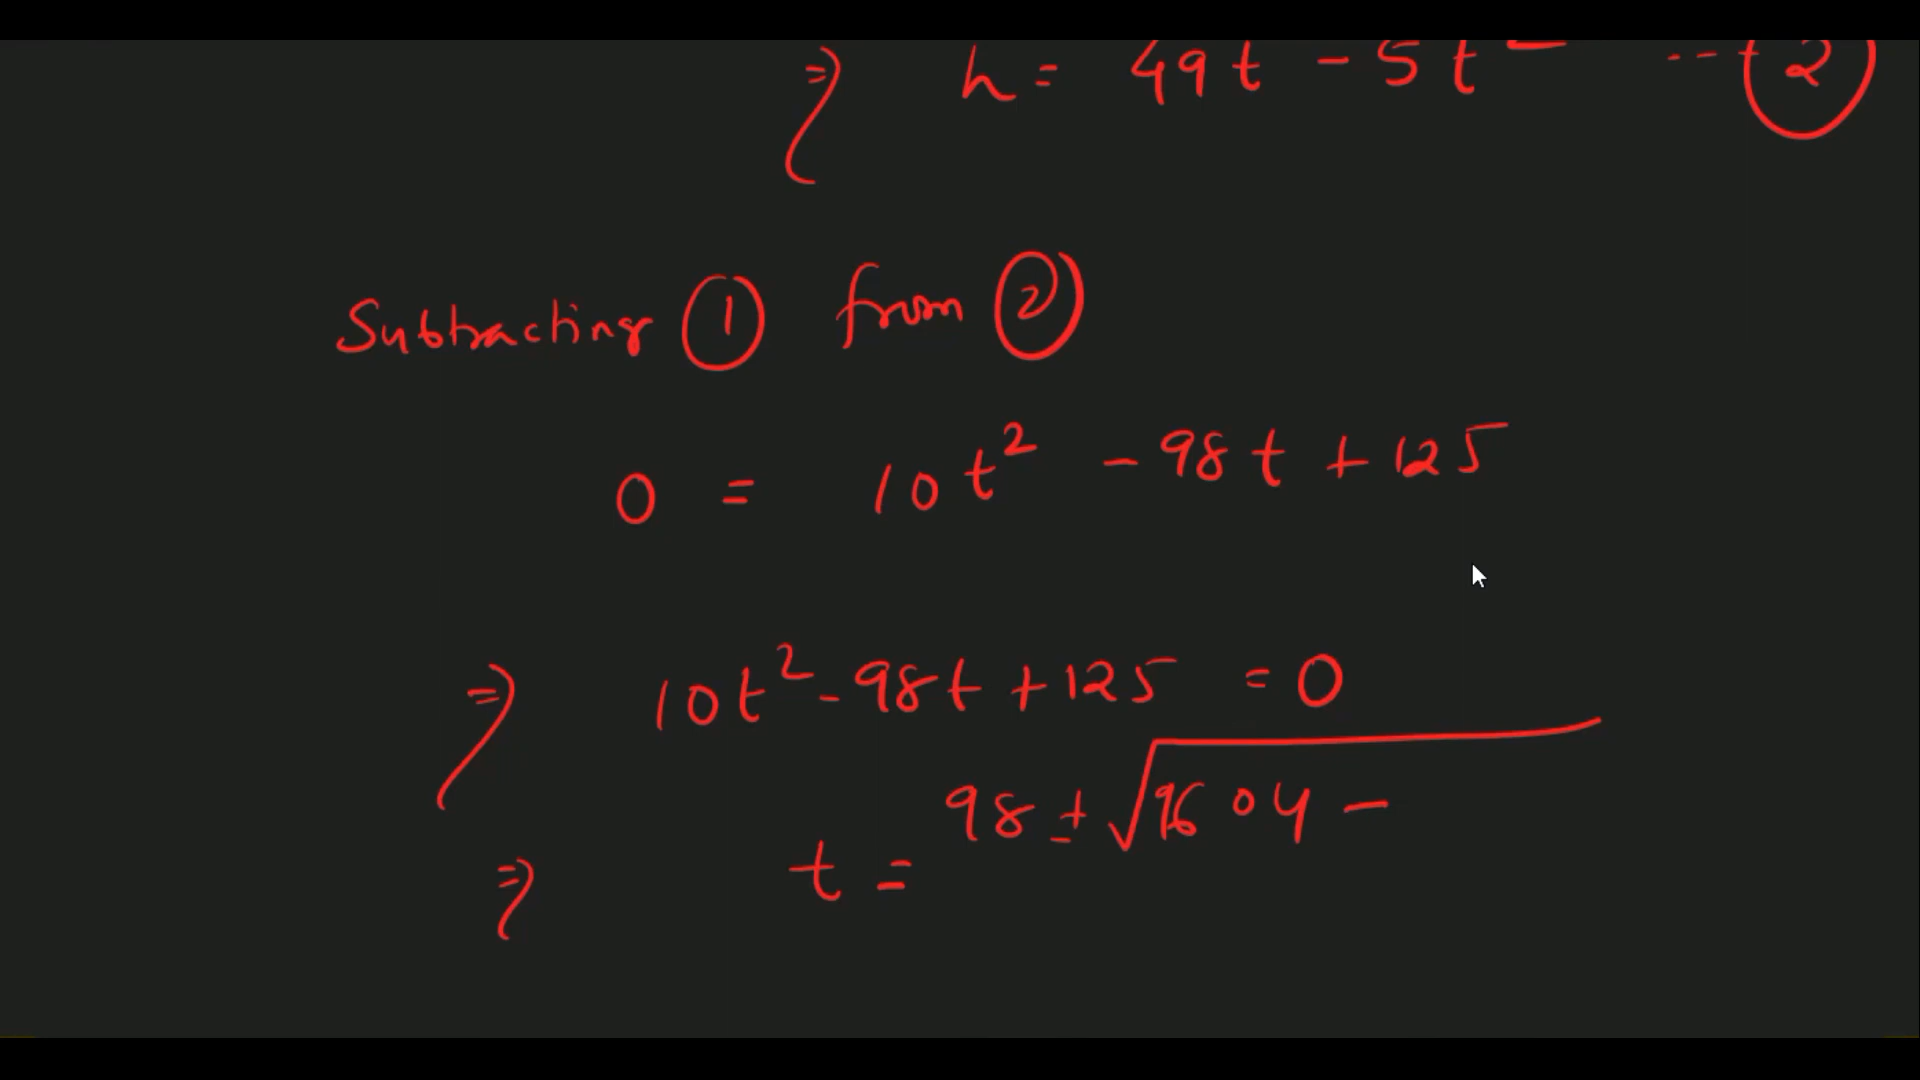 ⇒ h = 49t - 5t² --- 2
Subtracting 1 from 2
0 = 10t² - 98t + 125
⇒ 10t² - 98t + 125 = 0
⇒ t = 98 ± √9604 -